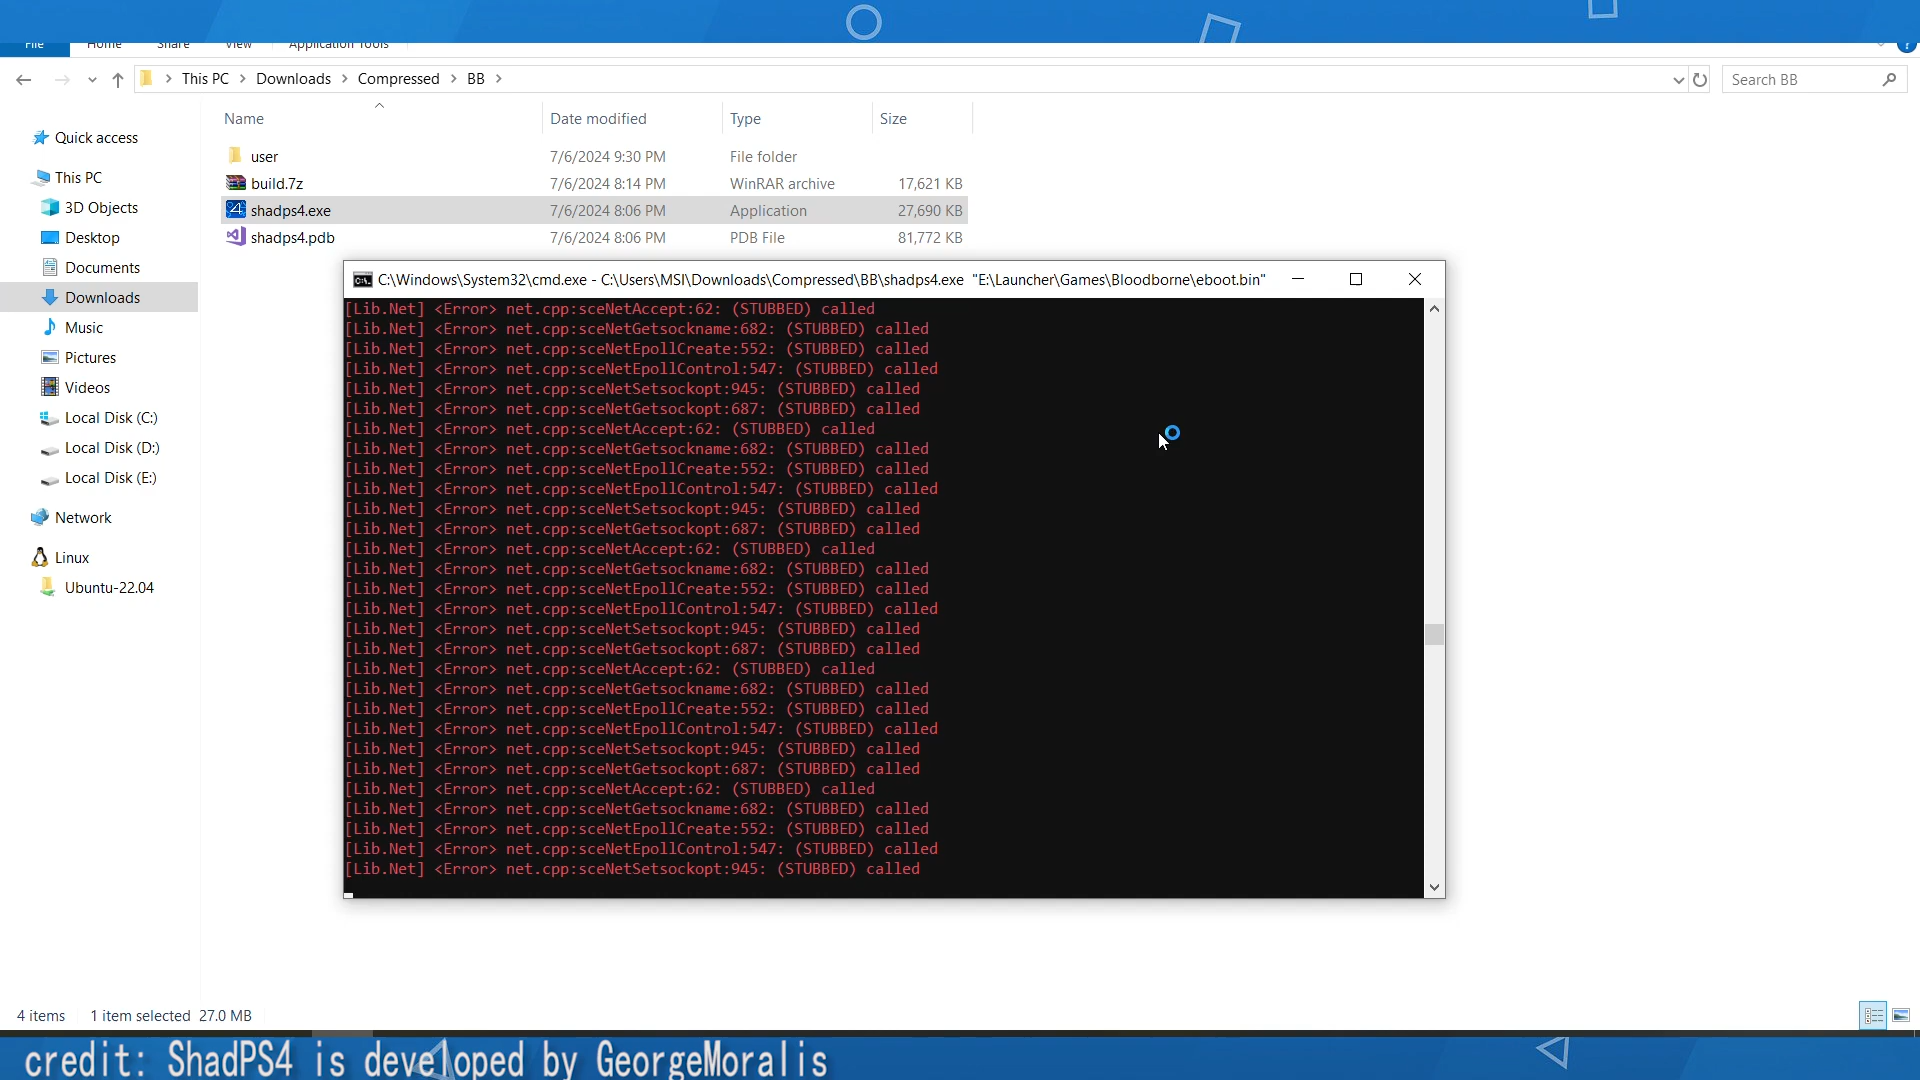 File Home Share View Application Tools
This PC Downloads Compressed BB
Search BB
Name Date modified Type Size
Quick access
This PC
3D Objects
Desktop
Documents
Downloads
Music
Pictures
Videos
Local Disk (C:)
Local Disk (D:)
Local Disk (E:)
Network
Linux
Ubuntu-22.04
user 7/6/2024 9:30 PM File folder
build.7z 7/6/2024 8:14 PM WinRAR archive 17,621 KB
shadps4.exe 7/6/2024 8:06 PM Application 27,690 KB
shadps4.pdb 7/6/2024 8:06 PM PDB File 81,772 KB
C:\Windows\System32\cmd.exe - C:\Users\MSI\Downloads\Compressed\BB\shadps4.exe "E:\Launcher\Games\Bloodborne\eboot.bin"
[Lib.Net] <Error> net.cpp:sceNetAccept:62: (STUBBED) called
[Lib.Net] <Error> net.cpp:sceNetGetsockname:682: (STUBBED) called
[Lib.Net] <Error> net.cpp:sceNetEpollCreate:552: (STUBBED) called
[Lib.Net] <Error> net.cpp:sceNetEpollControl:547: (STUBBED) called
[Lib.Net] <Error> net.cpp:sceNetSetsockopt:945: (STUBBED) called
[Lib.Net] <Error> net.cpp:sceNetGetsockopt:687: (STUBBED) called
[Lib.Net] <Error> net.cpp:sceNetAccept:62: (STUBBED) called
[Lib.Net] <Error> net.cpp:sceNetGetsockname:682: (STUBBED) called
[Lib.Net] <Error> net.cpp:sceNetEpollCreate:552: (STUBBED) called
[Lib.Net] <Error> net.cpp:sceNetEpollControl:547: (STUBBED) called
[Lib.Net] <Error> net.cpp:sceNetSetsockopt:945: (STUBBED) called
[Lib.Net] <Error> net.cpp:sceNetGetsockopt:687: (STUBBED) called
[Lib.Net] <Error> net.cpp:sceNetAccept:62: (STUBBED) called
[Lib.Net] <Error> net.cpp:sceNetGetsockname:682: (STUBBED) called
[Lib.Net] <Error> net.cpp:sceNetEpollCreate:552: (STUBBED) called
[Lib.Net] <Error> net.cpp:sceNetEpollControl:547: (STUBBED) called
[Lib.Net] <Error> net.cpp:sceNetSetsockopt:945: (STUBBED) called
[Lib.Net] <Error> net.cpp:sceNetGetsockopt:687: (STUBBED) called
[Lib.Net] <Error> net.cpp:sceNetAccept:62: (STUBBED) called
[Lib.Net] <Error> net.cpp:sceNetGetsockname:682: (STUBBED) called
[Lib.Net] <Error> net.cpp:sceNetEpollCreate:552: (STUBBED) called
[Lib.Net] <Error> net.cpp:sceNetEpollControl:547: (STUBBED) called
[Lib.Net] <Error> net.cpp:sceNetSetsockopt:945: (STUBBED) called
[Lib.Net] <Error> net.cpp:sceNetGetsockopt:687: (STUBBED) called
[Lib.Net] <Error> net.cpp:sceNetAccept:62: (STUBBED) called
[Lib.Net] <Error> net.cpp:sceNetGetsockname:682: (STUBBED) called
[Lib.Net] <Error> net.cpp:sceNetEpollCreate:552: (STUBBED) called
[Lib.Net] <Error> net.cpp:sceNetEpollControl:547: (STUBBED) called
[Lib.Net] <Error> net.cpp:sceNetSetsockopt:945: (STUBBED) called
4 items 1 item selected 27.0 MB
credit: ShadPS4 is developed by GeorgeMoralis